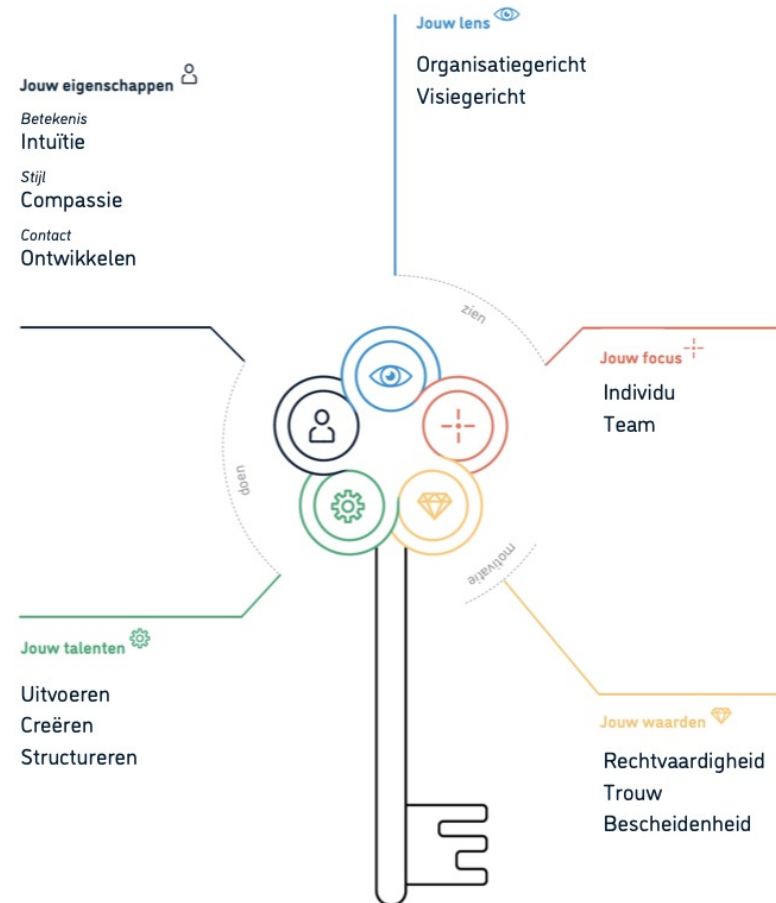 Jouw lens
Organisatiegericht
Visiegericht
Jouw eigenschappen
Betekenis
Intuïtie
Stijl
Compassie
Contact
Ontwikkelen
zien
Jouw focus
Individu
Team
doen
motivatie
Jouw talenten
Uitvoeren
Creëren
Structureren
Jouw waarden
Rechtvaardigheid
Trouw
Bescheidenheid